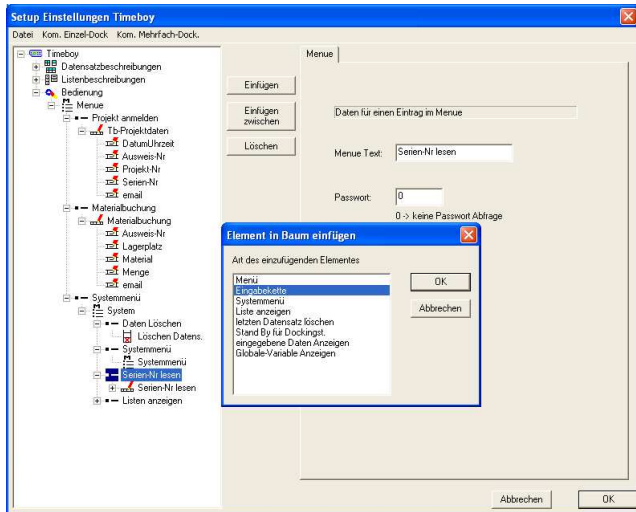 Setup Einstellungen Timeboy
Datei Kom. Einzel-Dock Kom. Mehrfach-Dock.
Timeboy
Datensatzbeschreibungen
Listenbeschreibungen
Bedienung
Menue
Projekt anmelden
Tb-Projektdaten
DatumUhrzeit
Ausweis-Nr
Projekt-Nr
Serien-Nr
email
Materialbuchung
Materialbuchung
Ausweis-Nr
Lagerplatz
Material
Menge
email
Systemmenü
System
Daten Löschen
Löschen Datens.
Systemmenü
Systemmenü
Serien-Nr lesen
Serien-Nr lesen
Listen anzeigen
Einfügen
Einfügen
zwischen
Löschen
Menue
Daten für einen Eintrag im Menue
Menue Text: Serien-Nr lesen
Passwort: 0
0 -> keine Passwort Abfrage
Element in Baum einfügen
Art des einzufügenden Elementes
Menü
Eingabekette
Systemmenü
Liste anzeigen
letzten Datensatz löschen
Stand By für Dockingst.
eingegebene Daten Anzeigen
Globale-Variable Anzeigen
OK
Abbrechen
Abbrechen OK